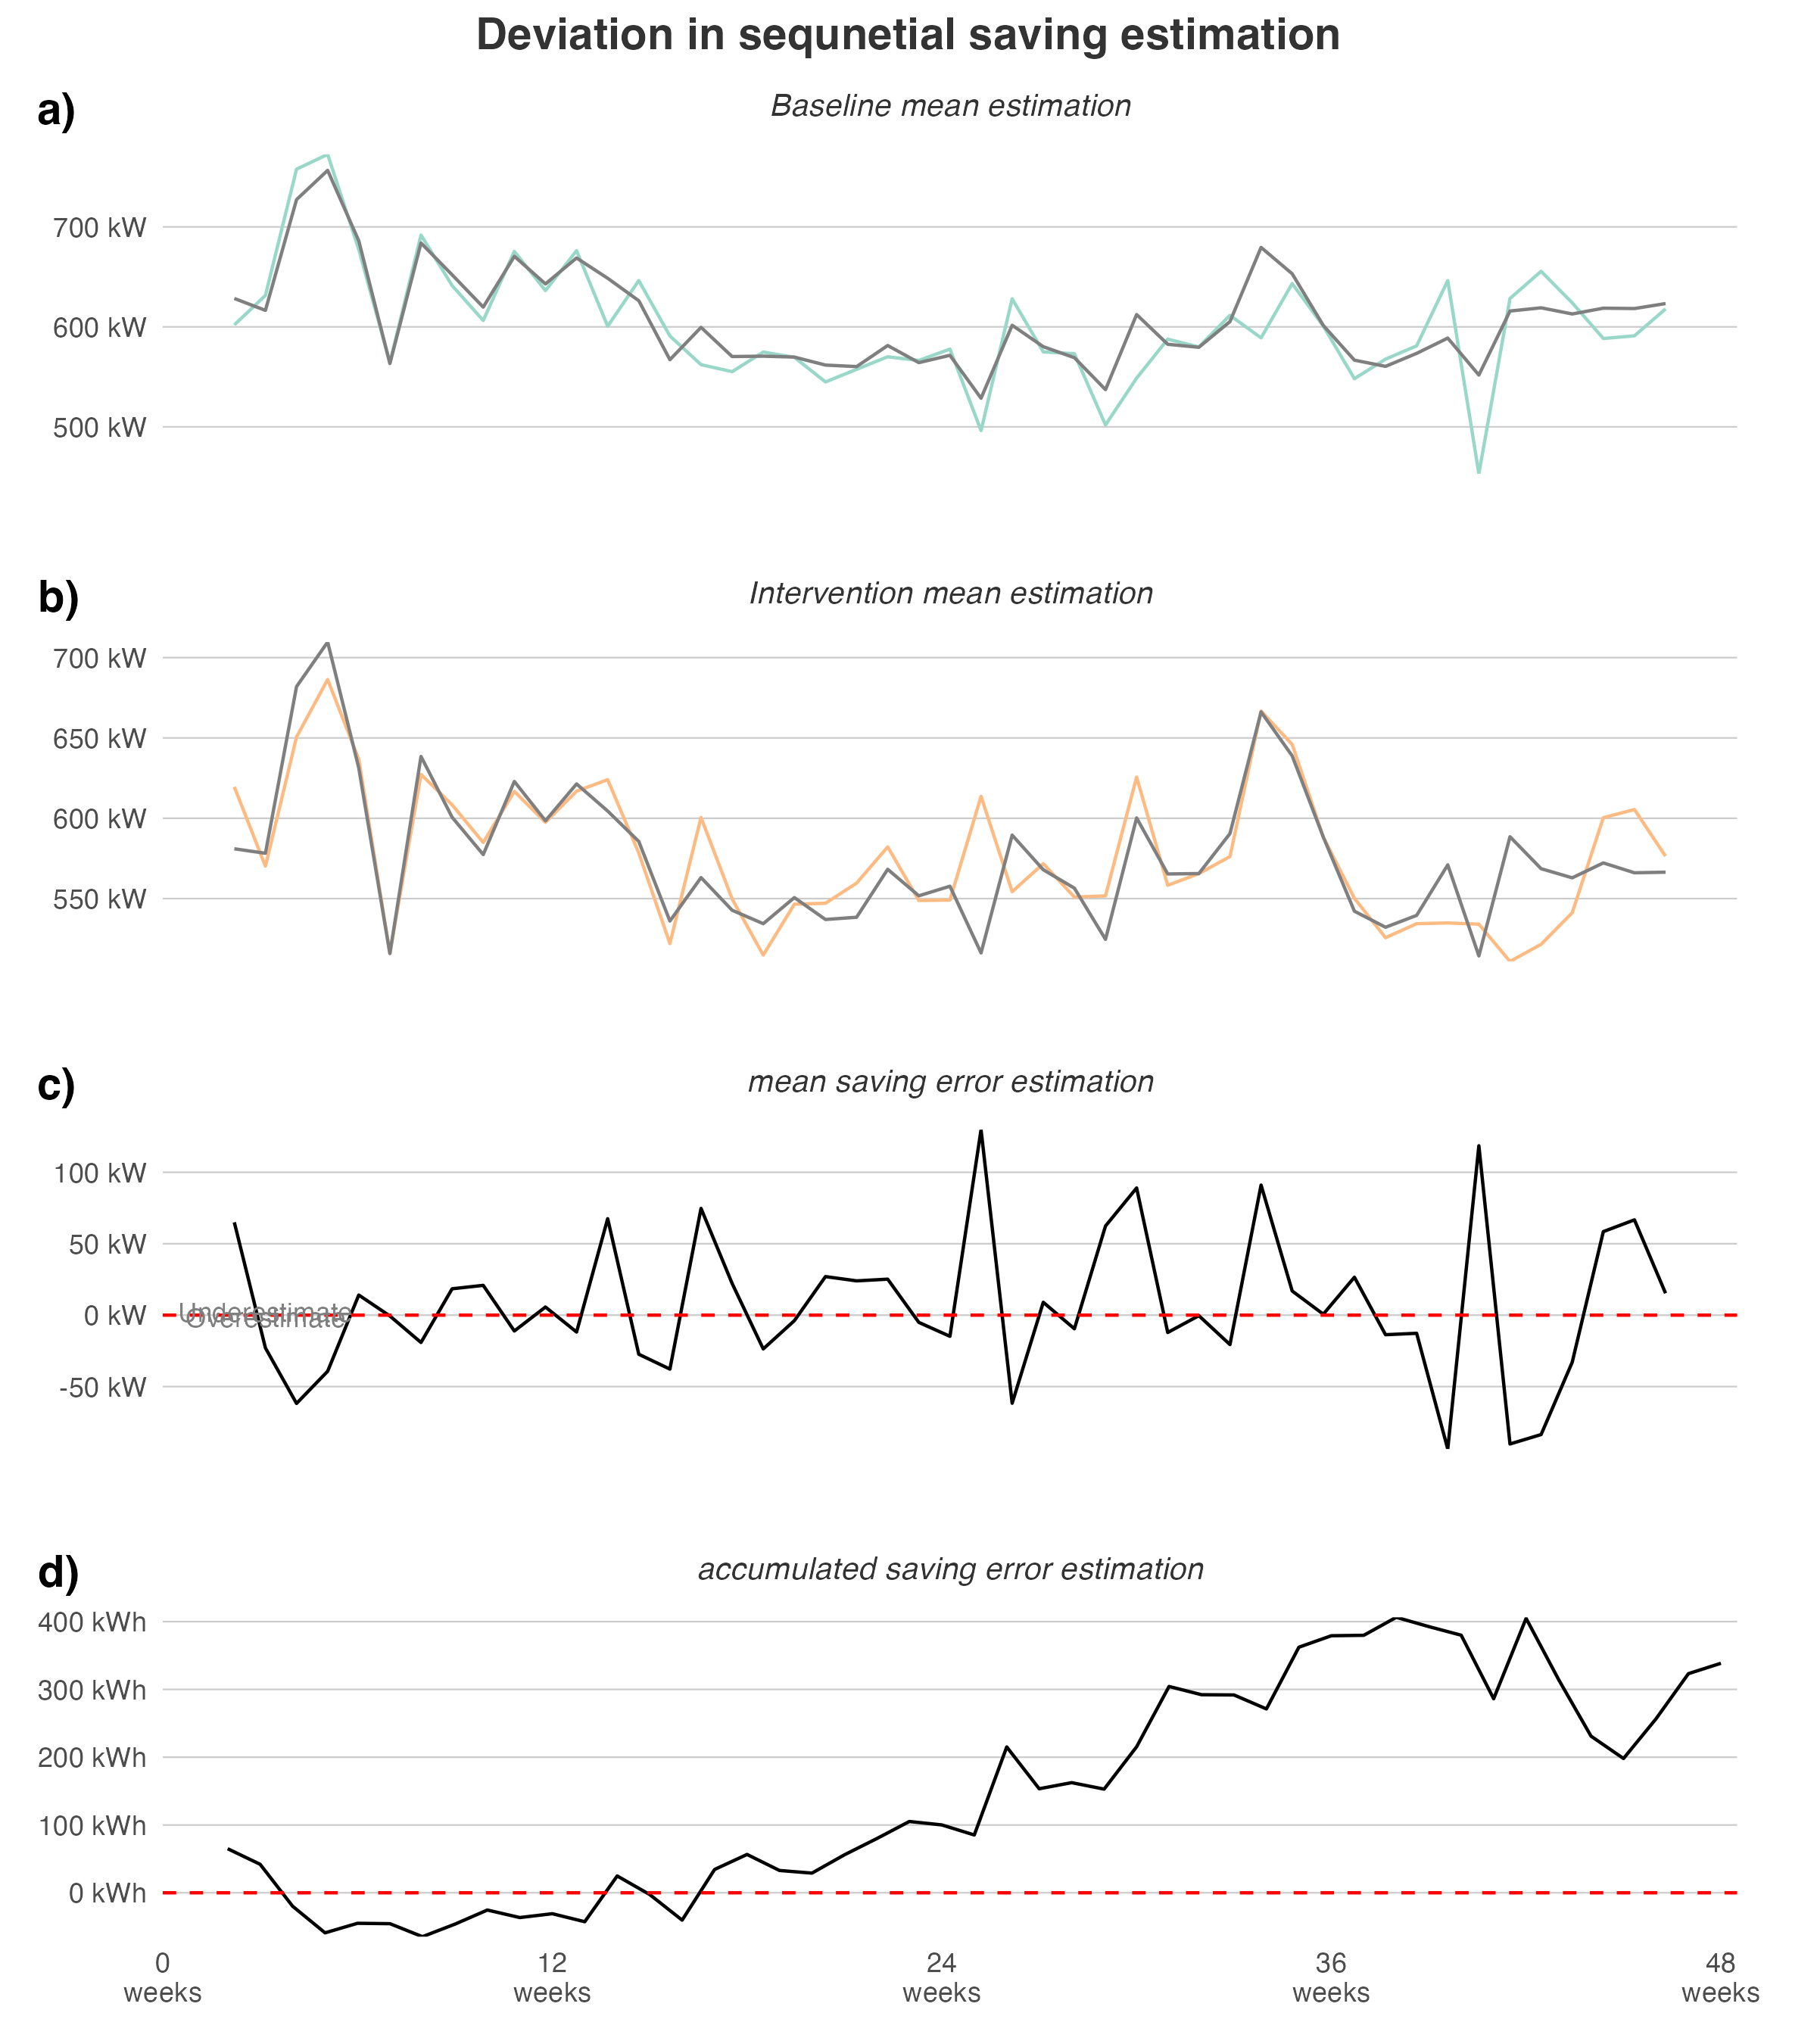 Deviation in sequnetial saving estimation
a)
Baseline mean estimation
700 kW
600 kW
500 kW
b)
Intervention mean estimation
700 kW
650 kW
600 kW
550 kW
c)
mean saving error estimation
100 kW
50 kW
0 kW
Underestimate
Overestimate
-50 kW
d)
accumulated saving error estimation
400 kWh
300 kWh
200 kWh
100 kWh
0 kWh
0 12 24 36 48
weeks weeks weeks weeks weeks